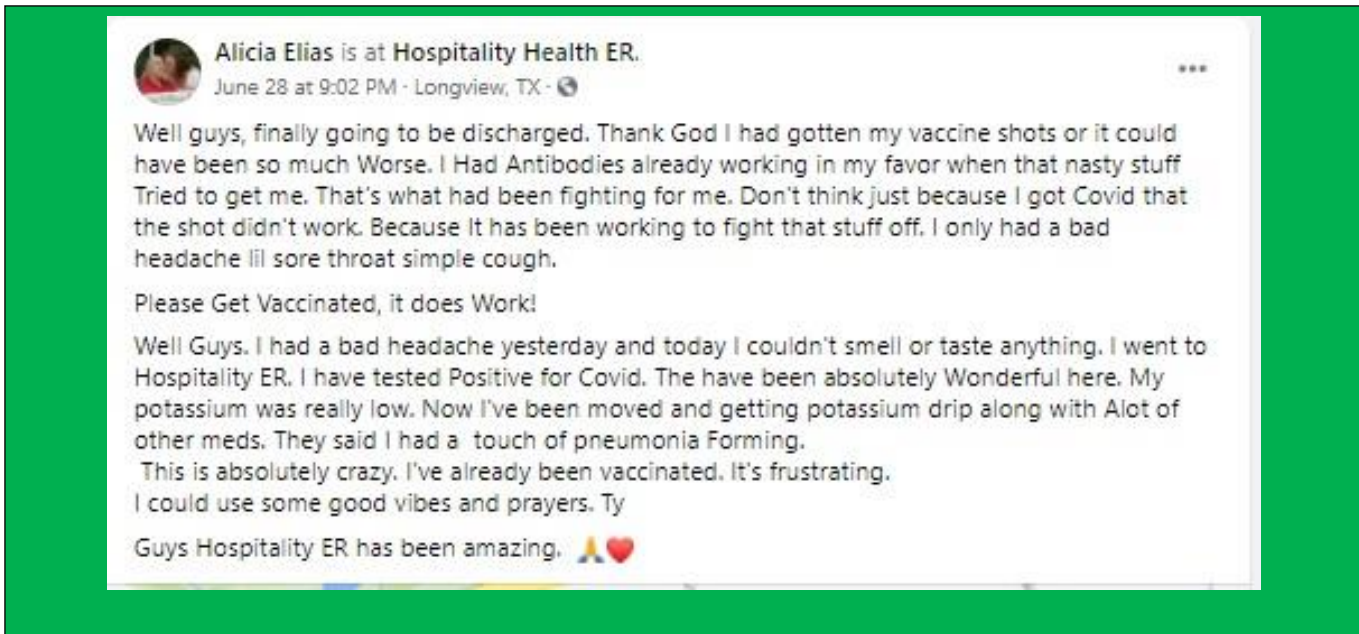 Alicia Elias is at Hospitality Health ER.
June 28 at 9:02 PM · Longview, TX ·
Well guys, finally going to be discharged. Thank God I had gotten my vaccine shots or it could
have been so much Worse. I Had Antibodies already working in my favor when that nasty stuff
Tried to get me. That's what had been fighting for me. Don't think just because I got Covid that
the shot didn't work. Because It has been working to fight that stuff off. I only had a bad
headache lil sore throat simple cough.
Please Get Vaccinated, it does Work!
Well Guys. I had a bad headache yesterday and today I couldn't smell or taste anything. I went to
Hospitality ER. I have tested Positive for Covid. The have been absolutely Wonderful here. My
potassium was really low. Now I've been moved and getting potassium drip along with Alot of
other meds. They said I had a touch of pneumonia Forming.
This is absolutely crazy. I've already been vaccinated. It's frustrating.
I could use some good vibes and prayers. Ty
Guys Hospitality ER has been amazing. 🙏❤️